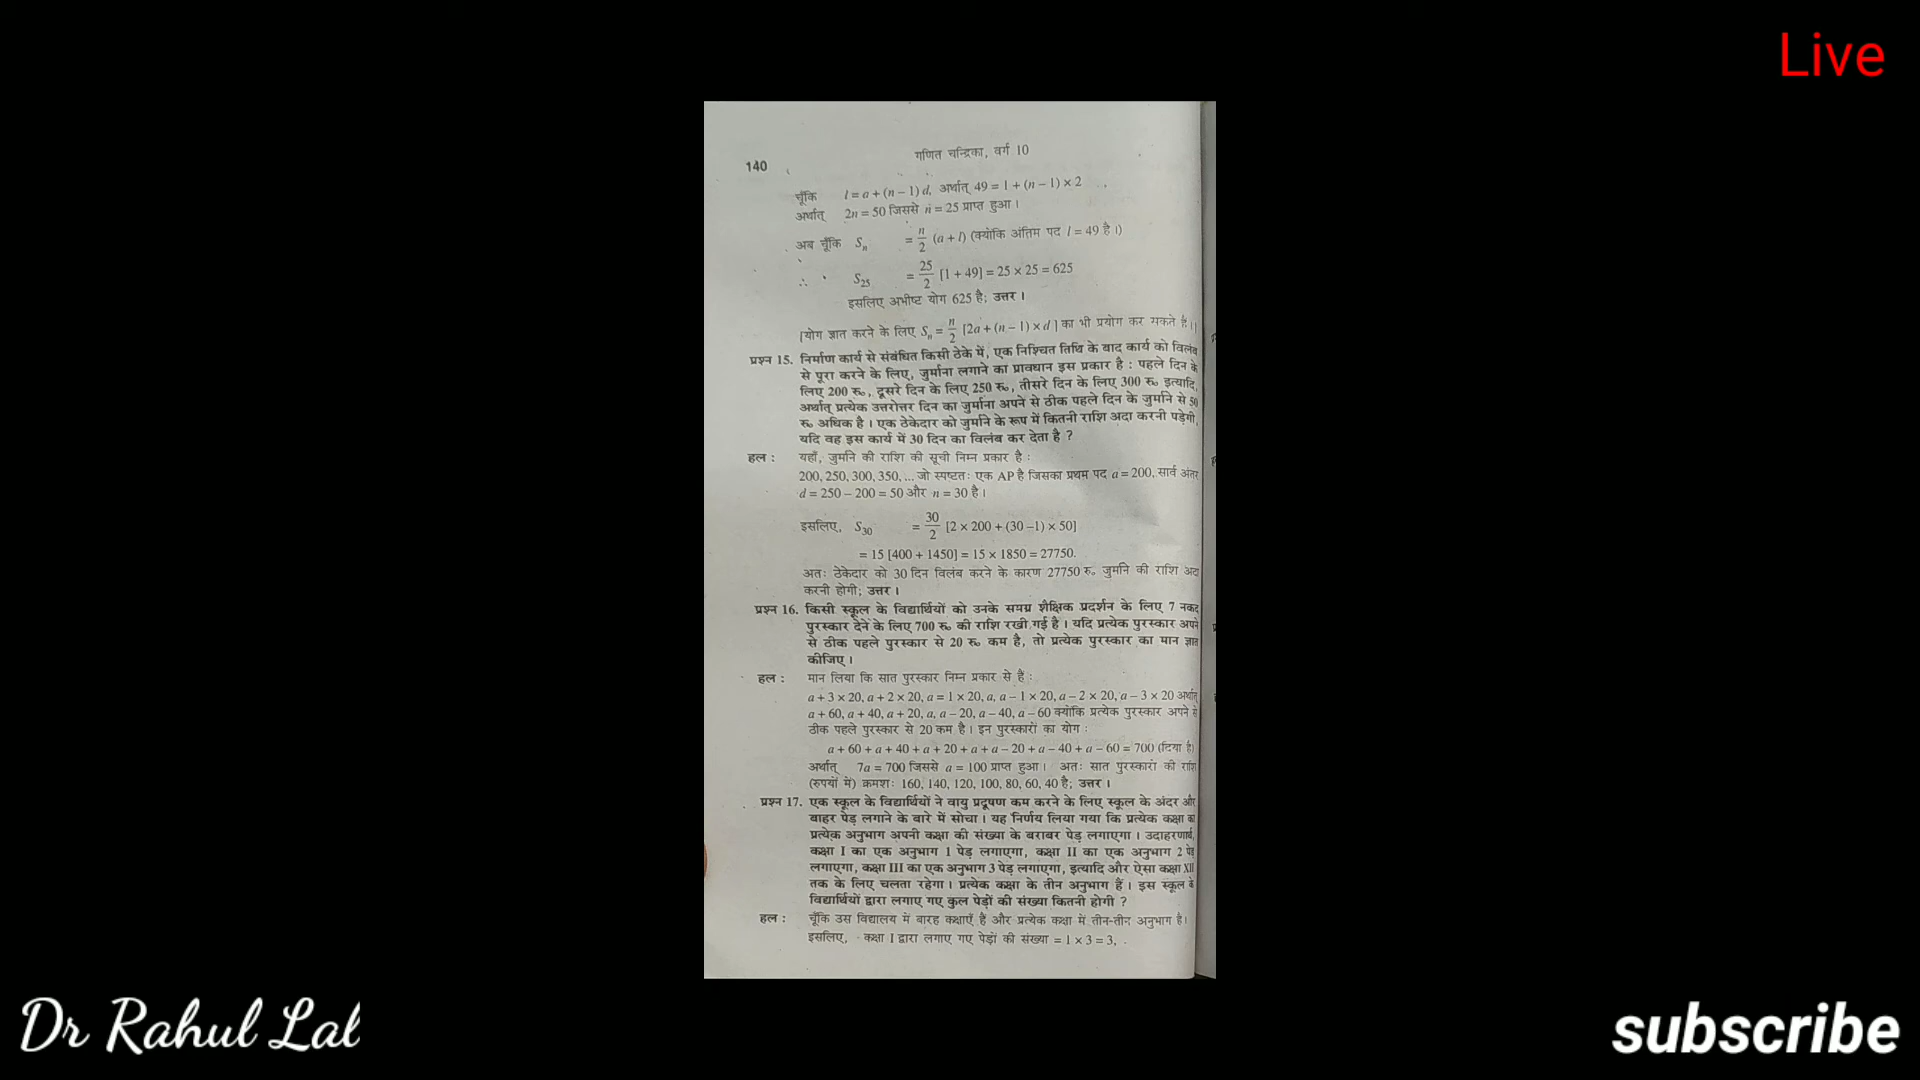 Live
140
गणित चन्द्रिका, वर्ग 10
चूँकि l = a + (n − 1) d, अर्थात् 49 = 1 + (n − 1) × 2
अर्थात् 2n = 50 जिससे n = 25 प्राप्त हुआ।
अब चूँकि Sn = n/2 (a + l) (क्योंकि अंतिम पद l = 49 है।)
∴ S25 = 25/2 [1 + 49] = 25 × 25 = 625
इसलिए अभीष्ट योग 625 है; उत्तर।
[योग ज्ञात करने के लिए Sn = n/2 [2a + (n − 1) × d] का भी प्रयोग कर सकते हैं।]
प्रश्न 15. निर्माण कार्य से संबंधित किसी ठेके में, एक निश्चित तिथि के बाद कार्य को विलंब
से पूरा करने के लिए, जुर्माना लगाने का प्रावधान इस प्रकार है : पहले दिन के
लिए 200 रु०, दूसरे दिन के लिए 250 रु०, तीसरे दिन के लिए 300 रु० इत्यादि,
अर्थात् प्रत्येक उत्तरोत्तर दिन का जुर्माना अपने से ठीक पहले दिन के जुर्माने से 50
रु० अधिक है। एक ठेकेदार को जुर्माने के रूप में कितनी राशि अदा करनी पड़ेगी,
यदि वह इस कार्य में 30 दिन का विलंब कर देता है ?
हल : यहाँ, जुर्माने की राशि की सूची निम्न प्रकार है :
200, 250, 300, 350, ... जो स्पष्टतः एक AP है जिसका प्रथम पद a = 200, सार्व अंतर
d = 250 − 200 = 50 और n = 30 है।
इसलिए, S30 = 30/2 [2 × 200 + (30 −1) × 50]
= 15 [400 + 1450] = 15 × 1850 = 27750.
अतः ठेकेदार को 30 दिन विलंब करने के कारण 27750 रु० जुर्माने की राशि अदा
करनी होगी; उत्तर।
प्रश्न 16. किसी स्कूल के विद्यार्थियों को उनके समग्र शैक्षिक प्रदर्शन के लिए 7 नकद
पुरस्कार देने के लिए 700 रु० की राशि रखी गई है। यदि प्रत्येक पुरस्कार अपने
से ठीक पहले पुरस्कार से 20 रु० कम है, तो प्रत्येक पुरस्कार का मान ज्ञात
कीजिए।
हल : मान लिया कि सात पुरस्कार निम्न प्रकार से हैं :
a + 3 × 20, a + 2 × 20, a = 1 × 20, a, a − 1 × 20, a − 2 × 20, a − 3 × 20 अर्थात्
a + 60, a + 40, a + 20, a, a − 20, a − 40, a − 60 क्योंकि प्रत्येक पुरस्कार अपने से
ठीक पहले पुरस्कार से 20 कम है। इन पुरस्कारों का योग :
a + 60 + a + 40 + a + 20 + a + a − 20 + a − 40 + a − 60 = 700 (दिया है)
अर्थात् 7a = 700 जिससे a = 100 प्राप्त हुआ। अतः सात पुरस्कारों की राशि
(रुपयों में) क्रमशः 160, 140, 120, 100, 80, 60, 40 है; उत्तर।
प्रश्न 17. एक स्कूल के विद्यार्थियों ने वायु प्रदूषण कम करने के लिए स्कूल के अंदर और
बाहर पेड़ लगाने के बारे में सोचा। यह निर्णय लिया गया कि प्रत्येक कक्षा का
प्रत्येक अनुभाग अपनी कक्षा की संख्या के बराबर पेड़ लगाएगा। उदाहरणार्थ,
कक्षा I का एक अनुभाग 1 पेड़ लगाएगा, कक्षा II का एक अनुभाग 2 पेड़
लगाएगा, कक्षा III का एक अनुभाग 3 पेड़ लगाएगा, इत्यादि और ऐसा कक्षा XII
तक के लिए चलता रहेगा। प्रत्येक कक्षा के तीन अनुभाग हैं। इस स्कूल के
विद्यार्थियों द्वारा लगाए गए कुल पेड़ों की संख्या कितनी होगी ?
हल : चूँकि उस विद्यालय में बारह कक्षाएँ हैं और प्रत्येक कक्षा में तीन-तीन अनुभाग है।
इसलिए, कक्षा I द्वारा लगाए गए पेड़ों की संख्या = 1 × 3 = 3,
Dr Rahul Lal
subscribe